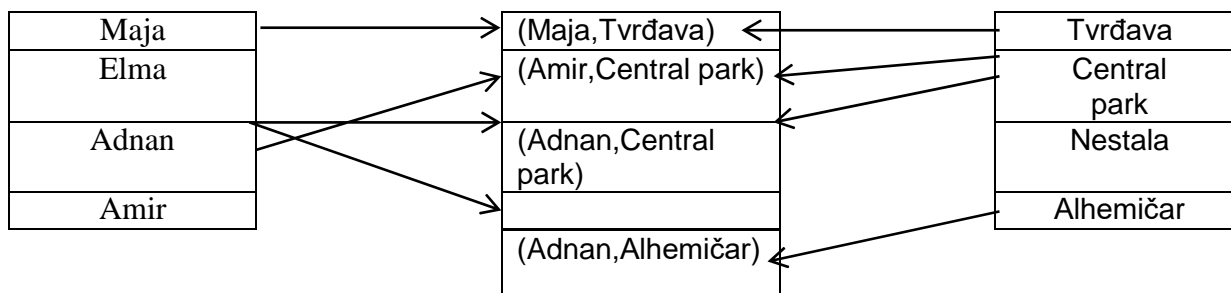 Maja
Elma
Adnan
Amir
(Maja,Tvrđava)
(Amir,Central park)
(Adnan,Central
park)
(Adnan,Alhemičar)
Tvrđava
Central
park
Nestala
Alhemičar